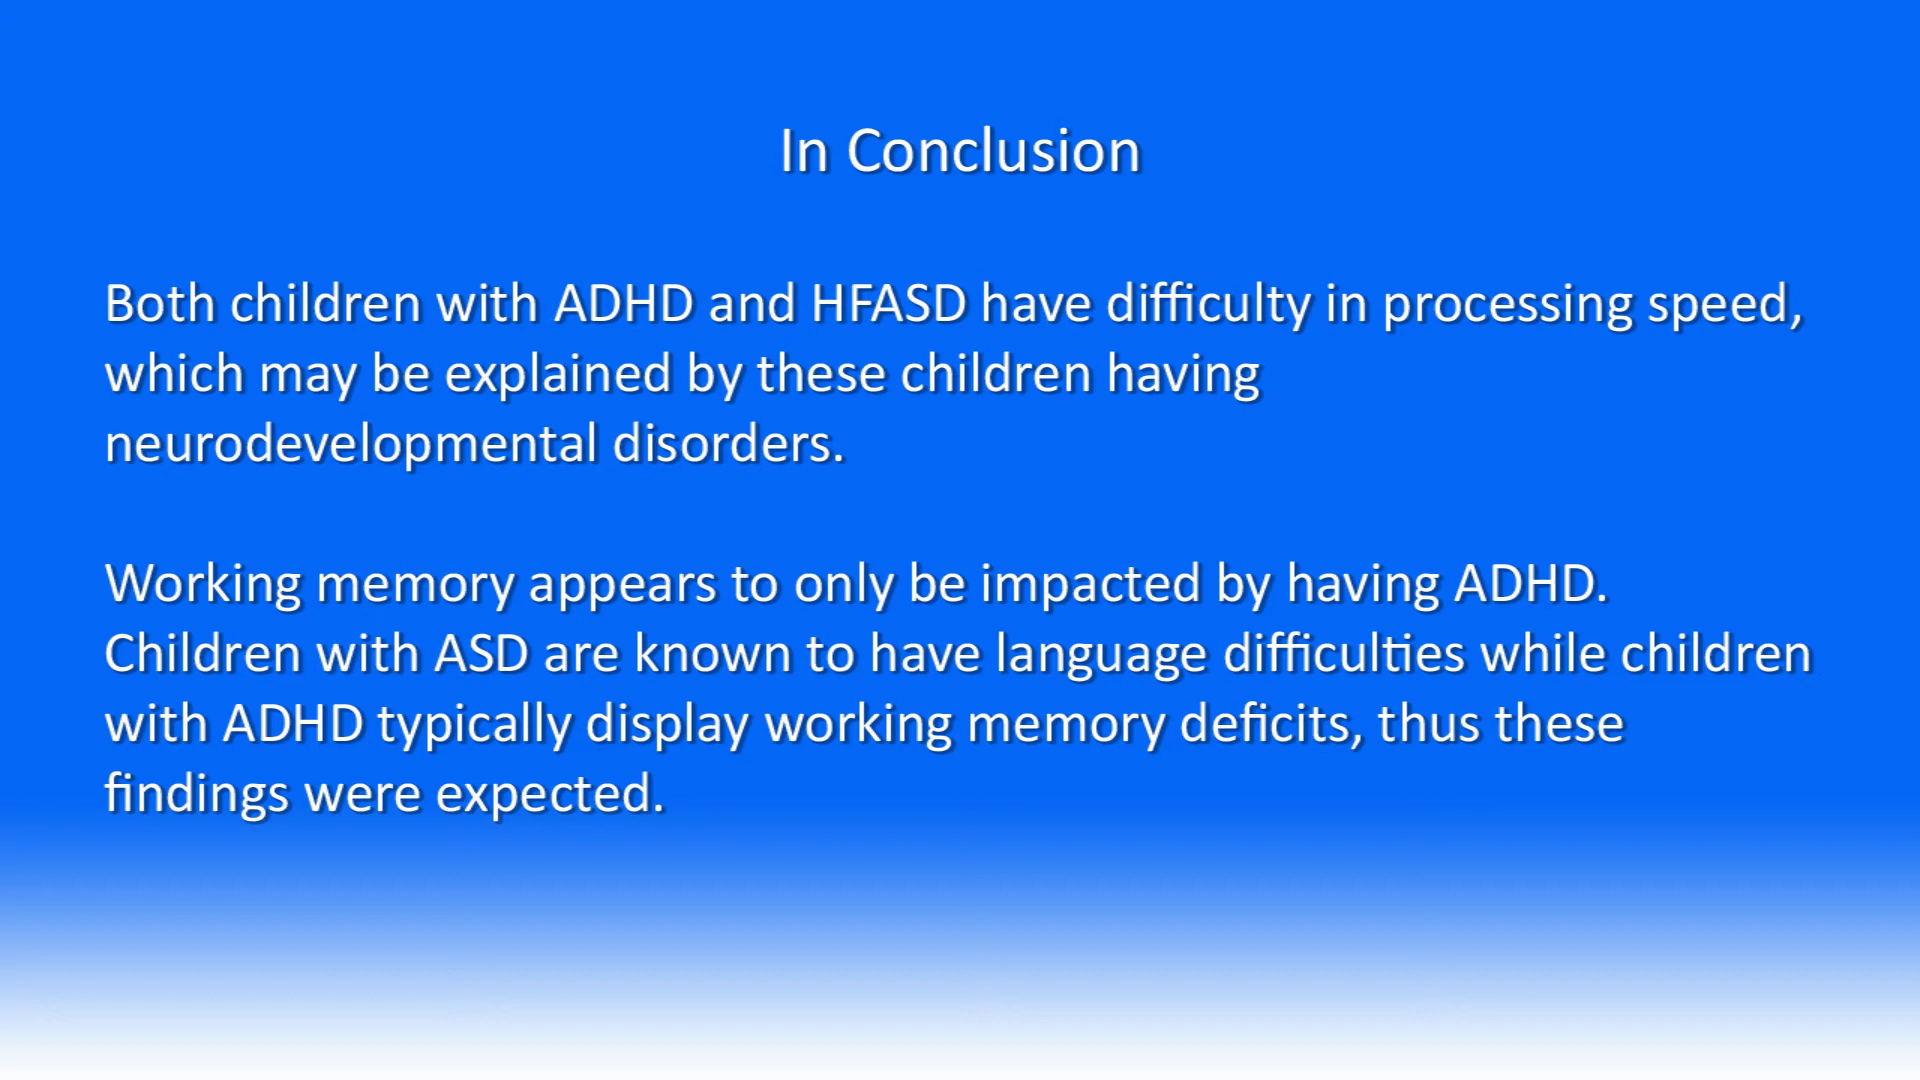 In Conclusion
Both children with ADHD and HFASD have difficulty in processing speed,
which may be explained by these children having
neurodevelopmental disorders.
Working memory appears to only be impacted by having ADHD.
Children with ASD are known to have language difficulties while children
with ADHD typically display working memory deficits, thus these
findings were expected.